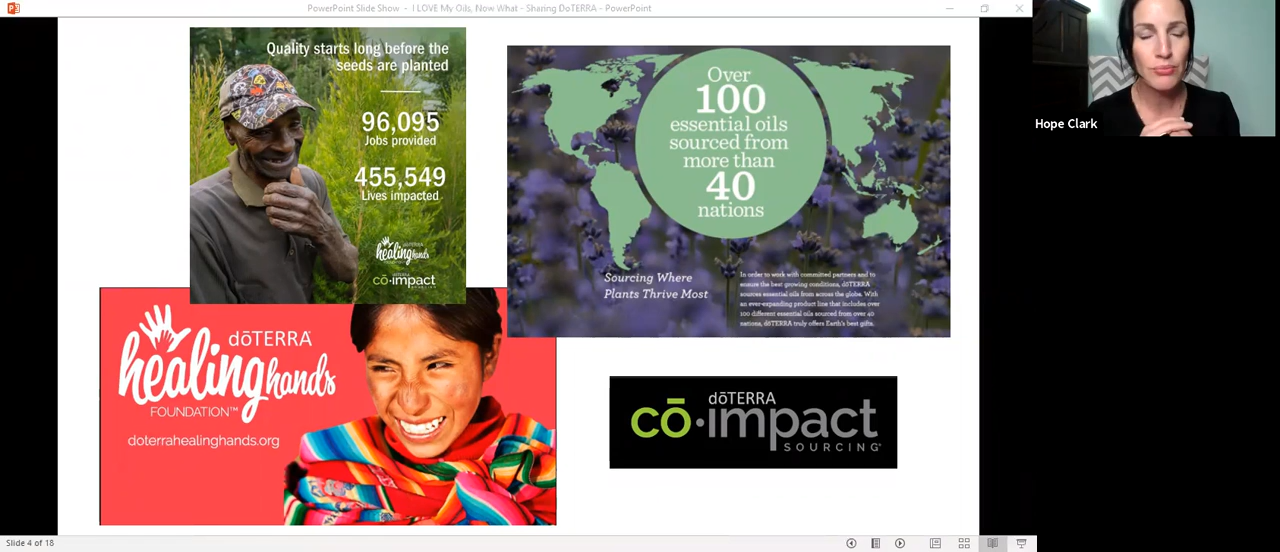 PowerPoint Slide Show - I LOVE My Oils, Now What - Sharing DoTERRA - PowerPoint
Quality starts long before the
seeds are planted
96,095
Jobs provided
455,549
Lives impacted
dōTERRA
healing hands
FOUNDATION
dōTERRA
cō·impact
SOURCING
Over
100
essential oils
sourced from
more than
40
nations
Sourcing Where
Plants Thrive Most
In order to work with committed partners and to
ensure the best growing conditions, dōTERRA
sources essential oils from across the globe. With
an ever-expanding product line that includes over
100 different essential oils sourced from over 40
nations, dōTERRA truly offers Earth's best gifts.
dōTERRA
healing hands
FOUNDATION™
doterrahealinghands.org
dōTERRA
cō·impact
SOURCING®
Hope Clark
Slide 4 of 18